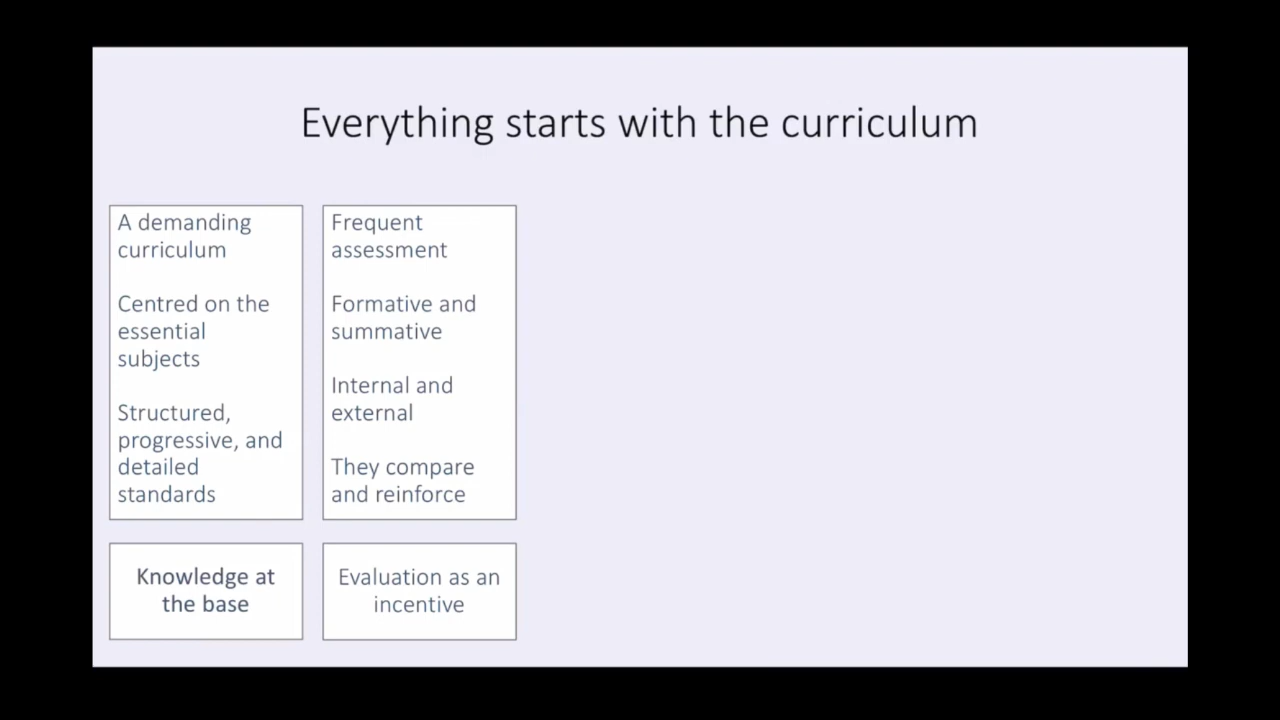 Everything starts with the curriculum
A demanding
curriculum
Centred on the
essential
subjects
Structured,
progressive, and
detailed
standards
Frequent
assessment
Formative and
summative
Internal and
external
They compare
and reinforce
Knowledge at
the base
Evaluation as an
incentive